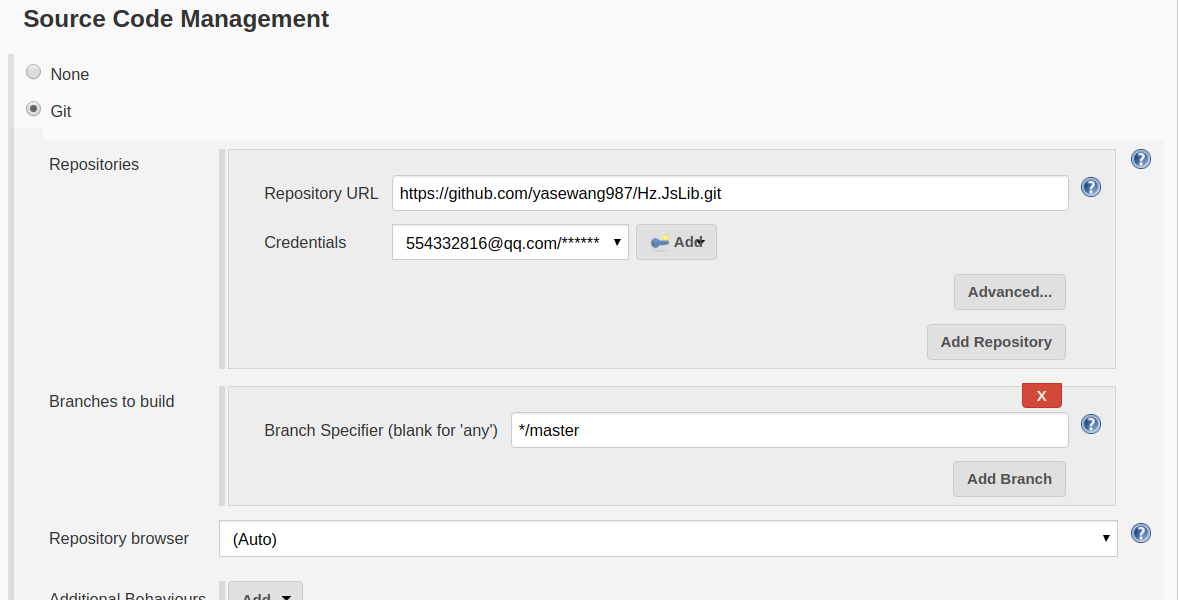 Source Code Management
None
Git
Repositories
Repository URL https://github.com/yasewang987/Hz.JsLib.git
Credentials 554332816@qq.com/****** Add
Advanced...
Add Repository
Branches to build
X
Branch Specifier (blank for 'any') */master
Add Branch
Repository browser (Auto)
Additional Behaviours Add